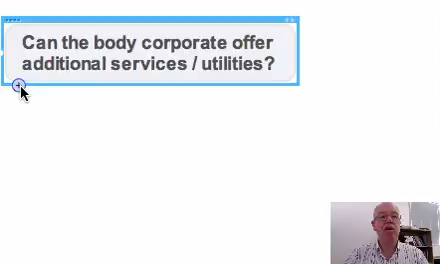 Can the body corporate offer
additional services / utilities?